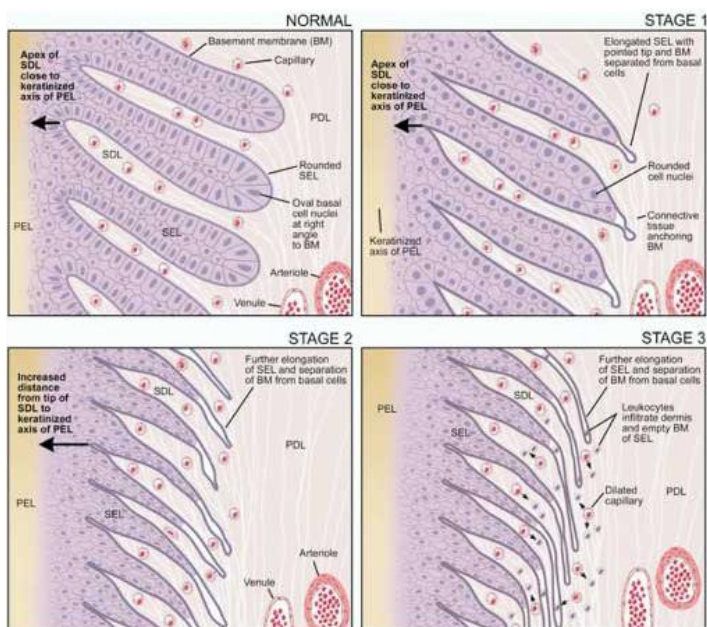 NORMAL
Basement membrane (BM)
Capillary
Apex of
SDL
close to
keratinized
axis of PEL
PDL
SDL
Rounded
SEL
Oval basal
cell nuclei
at right
angle
to BM
PEL
SEL
Arteriole
Venule
STAGE 1
Elongated SEL with
pointed tip and BM
separated from basal
cells
Apex of
SDL
close to
keratinized
axis of PEL
Rounded
cell nuclei
Connective
tissue
anchoring
BM
Keratinized
axis of PEL
STAGE 2
Further elongation
of SEL and separation
of BM from basal cells
Increased
distance
from tip of
SDL to
keratinized
axis of PEL
SDL
PDL
PEL
SEL
Arteriole
Venule
STAGE 3
Further elongation
of SEL and separation
of BM from basal cells
PEL
SDL
Leukocytes
infiltrate dermis
and empty BM
of SEL
SEL
Dilated
capillary
PDL